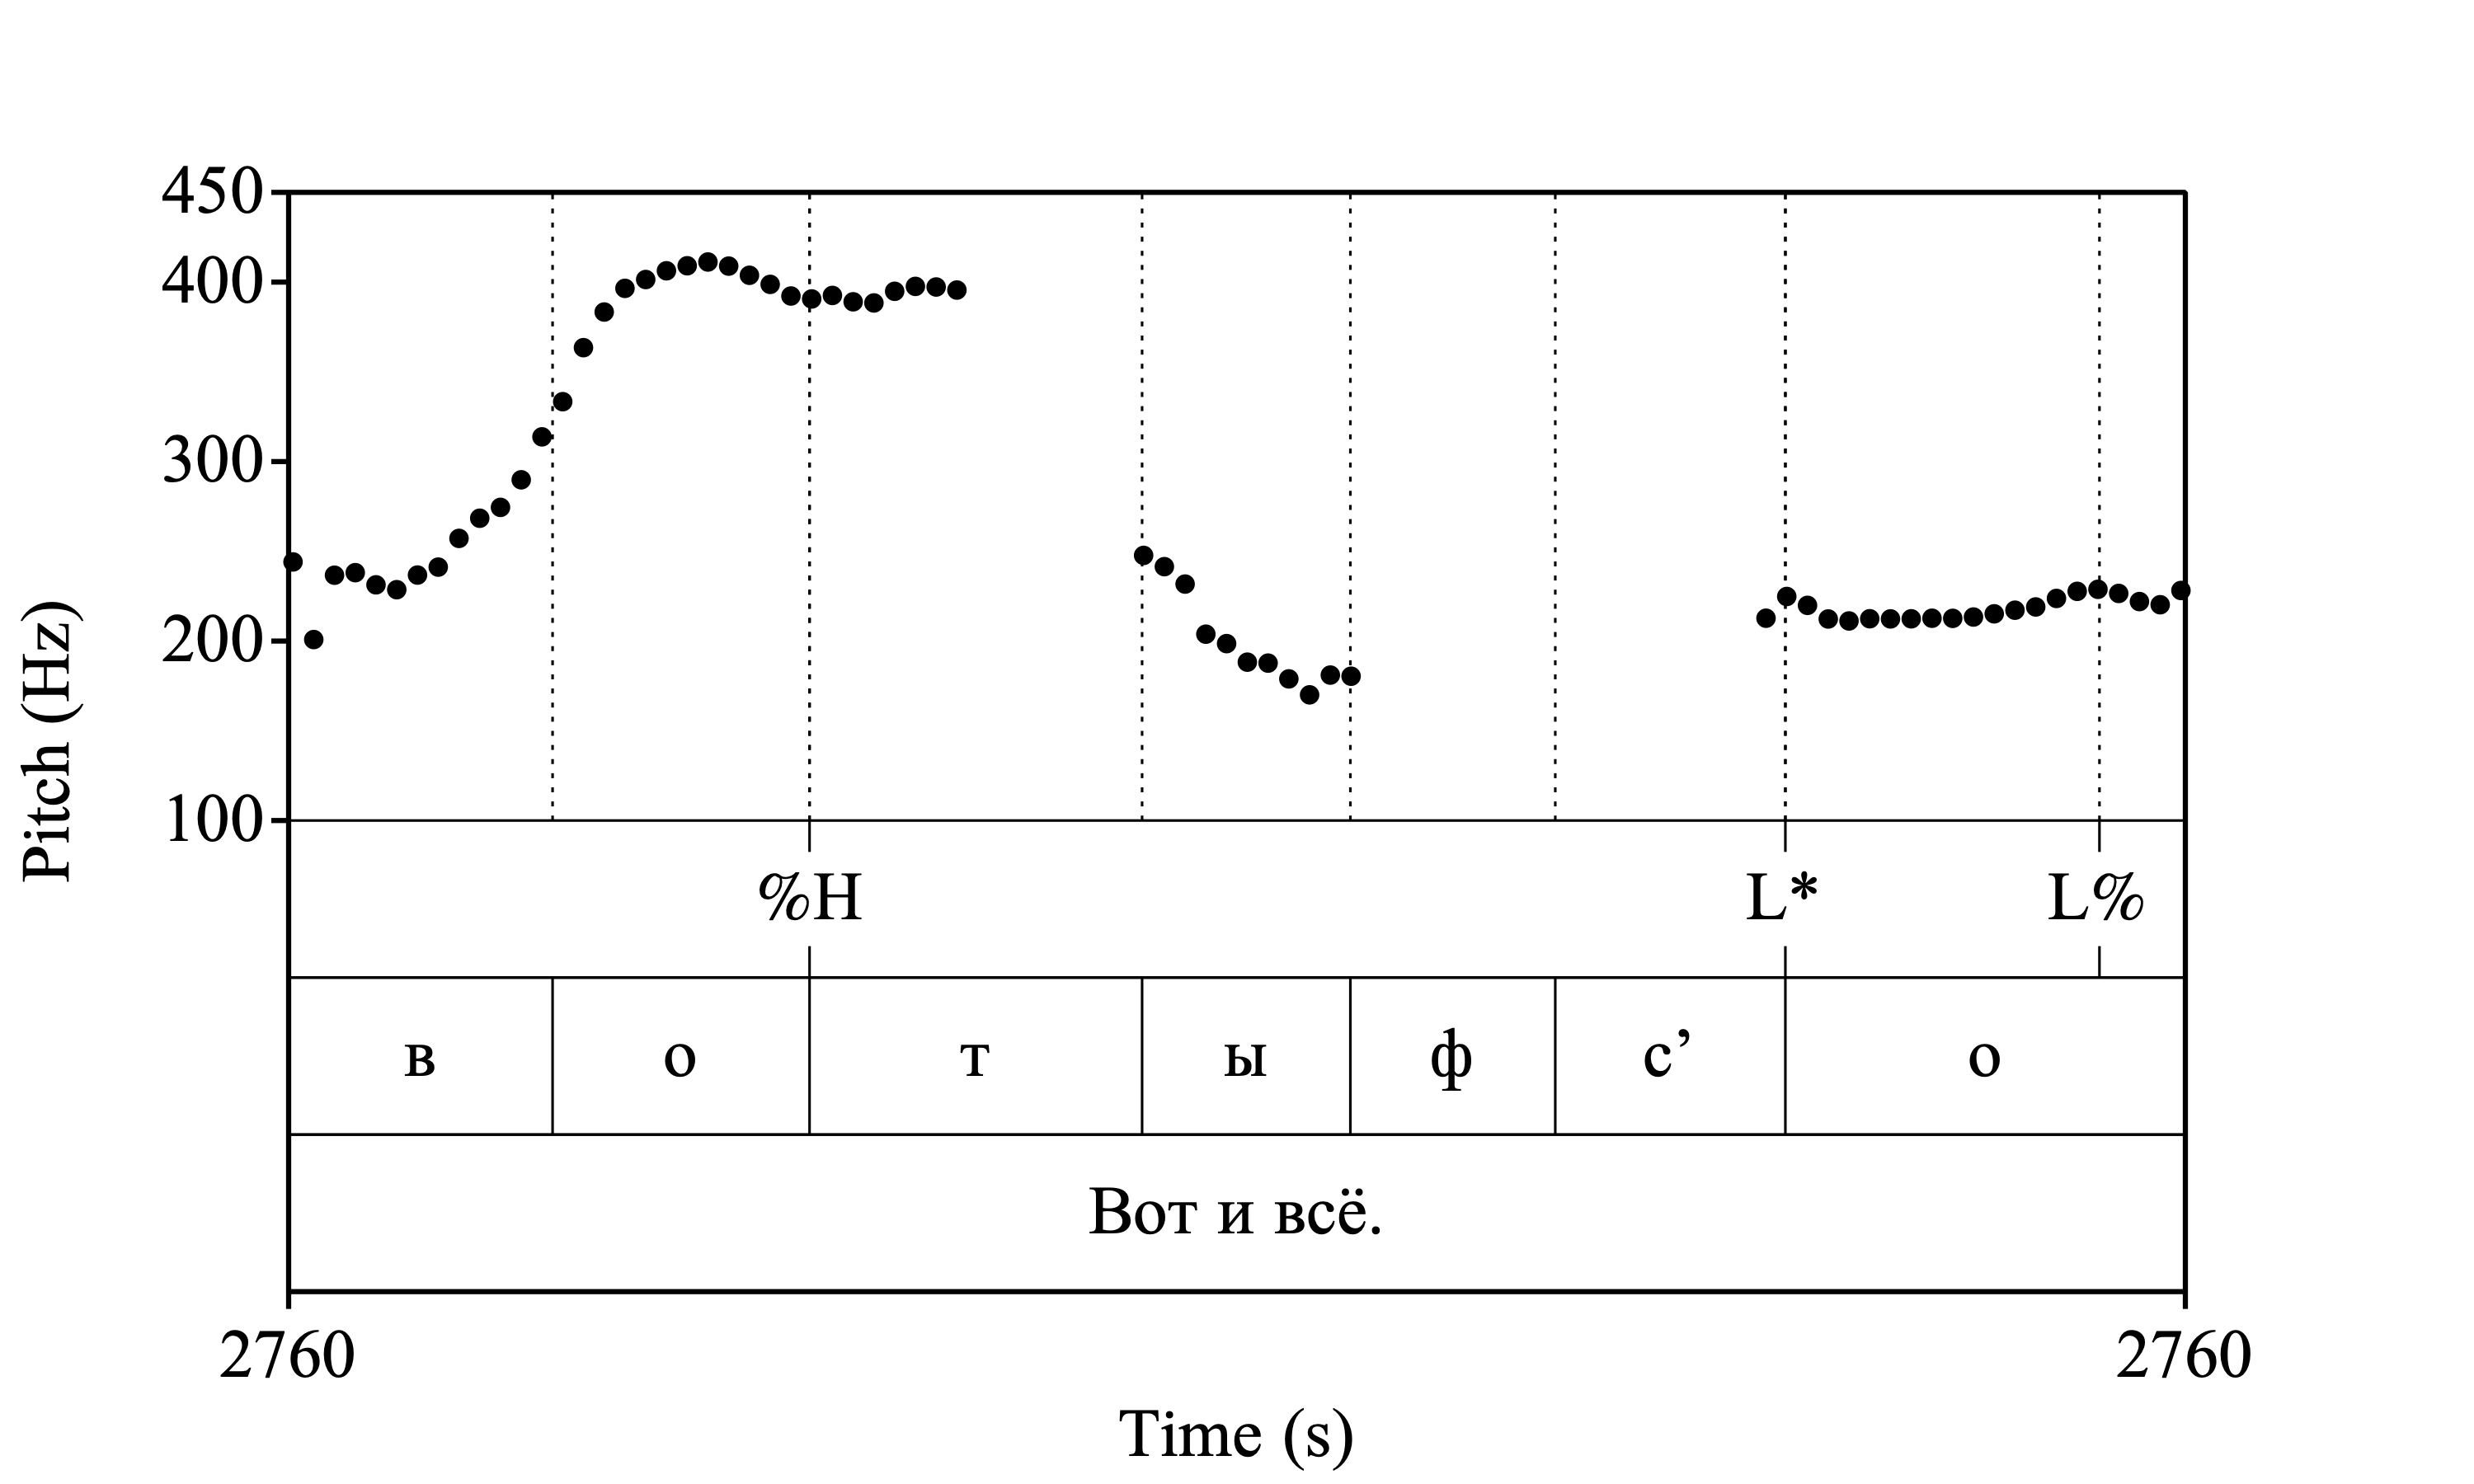 450
400
300
200
100
Pitch (Hz)
%H L* L%
в о т ы ф с’ о
Вот и всё.
2760 2760
Time (s)